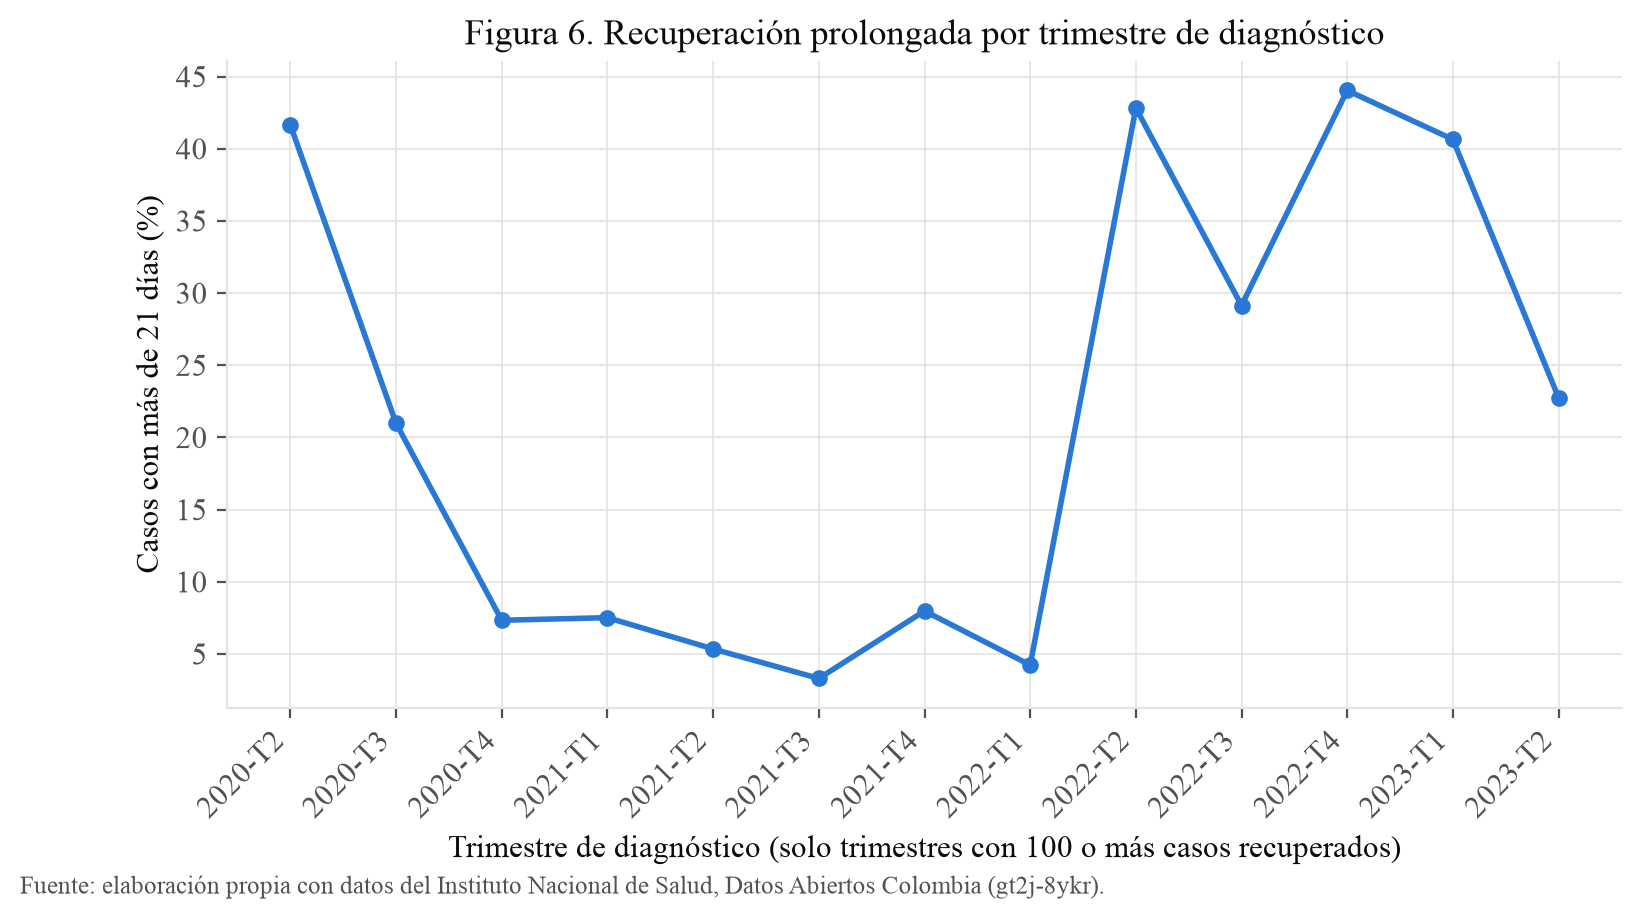 Figura 6. Recuperación prolongada por trimestre de diagnóstico
Casos con más de 21 días (%)
45
40
35
30
25
20
15
10
5
2020-T2
2020-T3
2020-T4
2021-T1
2021-T2
2021-T3
2021-T4
2022-T1
2022-T2
2022-T3
2022-T4
2023-T1
2023-T2
Trimestre de diagnóstico (solo trimestres con 100 o más casos recuperados)
Fuente: elaboración propia con datos del Instituto Nacional de Salud, Datos Abiertos Colombia (gt2j-8ykr).